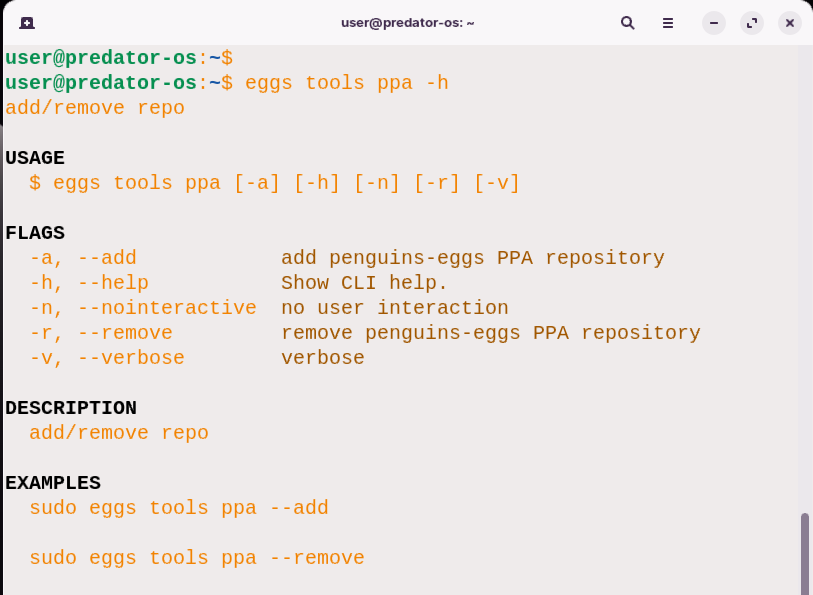 user@predator-os: ~
user@predator-os:~$
user@predator-os:~$ eggs tools ppa -h
add/remove repo
USAGE
$ eggs tools ppa [-a] [-h] [-n] [-r] [-v]
FLAGS
-a, --add            add penguins-eggs PPA repository
-h, --help           Show CLI help.
-n, --nointeractive  no user interaction
-r, --remove         remove penguins-eggs PPA repository
-v, --verbose        verbose
DESCRIPTION
add/remove repo
EXAMPLES
sudo eggs tools ppa --add
sudo eggs tools ppa --remove